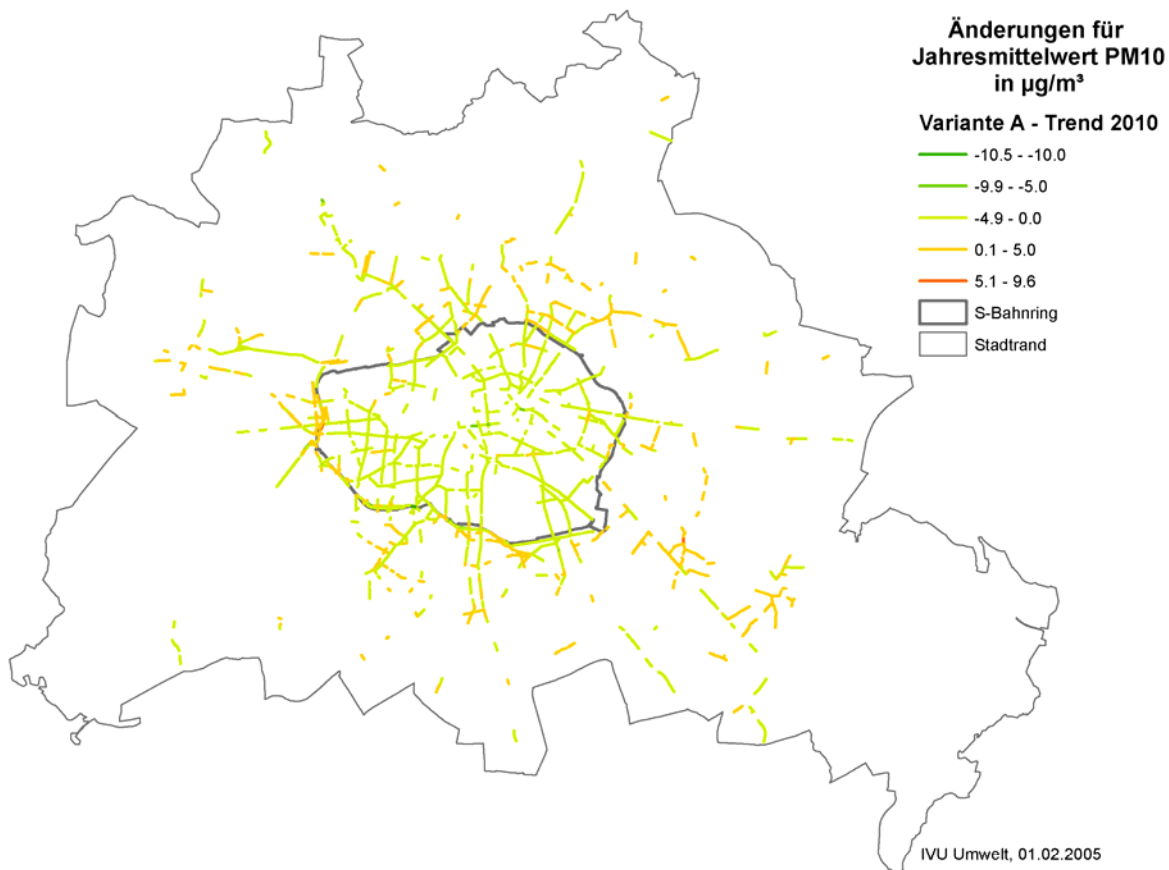 Änderungen für
Jahresmittelwert PM10
in µg/m³
Variante A - Trend 2010
-10.5 - -10.0
-9.9 - -5.0
-4.9 - 0.0
0.1 - 5.0
5.1 - 9.6
S-Bahnring
Stadtrand
IVU Umwelt, 01.02.2005